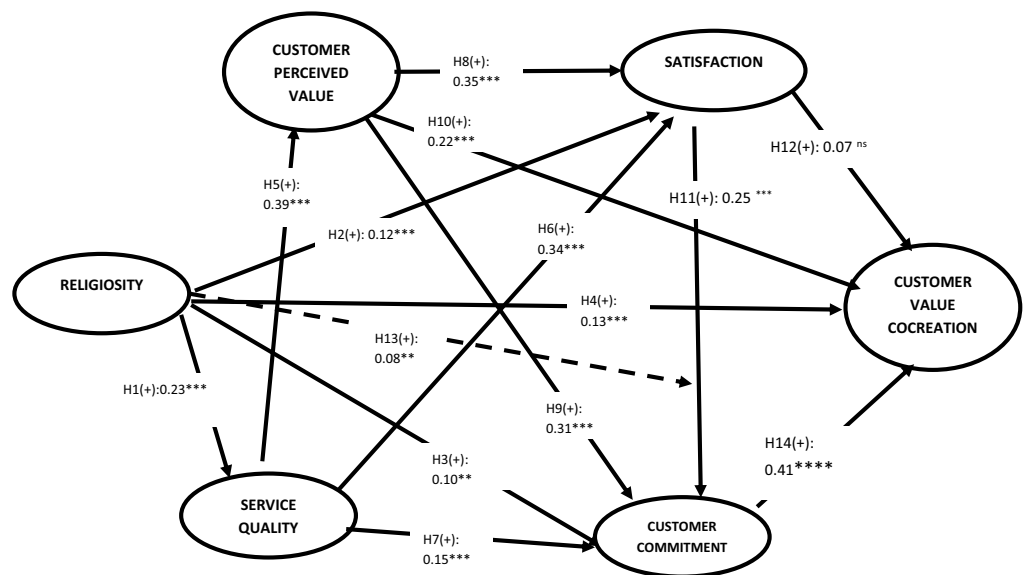 CUSTOMER
PERCEIVED
VALUE
H8(+):
0.35***
SATISFACTION
H10(+):
0.22***
H12(+): 0.07 ns
H5(+):
0.39***
H11(+): 0.25 ***
H2(+): 0.12***
H6(+):
0.34***
RELIGIOSITY
CUSTOMER
VALUE
COCREATION
H4(+):
0.13***
H13(+):
0.08**
H1(+):0.23***
H9(+):
0.31***
H3(+):
0.10**
H14(+):
0.41****
SERVICE
QUALITY
H7(+):
0.15***
CUSTOMER
COMMITMENT